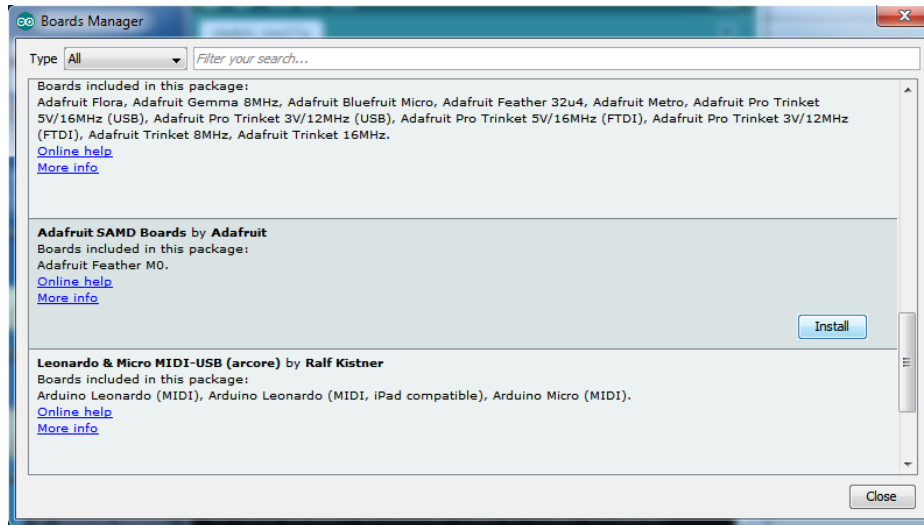 Boards Manager
Type All Filter your search...
Boards included in this package:
Adafruit Flora, Adafruit Gemma 8MHz, Adafruit Bluefruit Micro, Adafruit Feather 32u4, Adafruit Metro, Adafruit Pro Trinket
5V/16MHz (USB), Adafruit Pro Trinket 3V/12MHz (USB), Adafruit Pro Trinket 5V/16MHz (FTDI), Adafruit Pro Trinket 3V/12MHz
(FTDI), Adafruit Trinket 8MHz, Adafruit Trinket 16MHz.
Online help
More info
Adafruit SAMD Boards by Adafruit
Boards included in this package:
Adafruit Feather M0.
Online help
More info
Install
Leonardo & Micro MIDI-USB (arcore) by Ralf Kistner
Boards included in this package:
Arduino Leonardo (MIDI), Arduino Leonardo (MIDI, iPad compatible), Arduino Micro (MIDI).
Online help
More info
Close